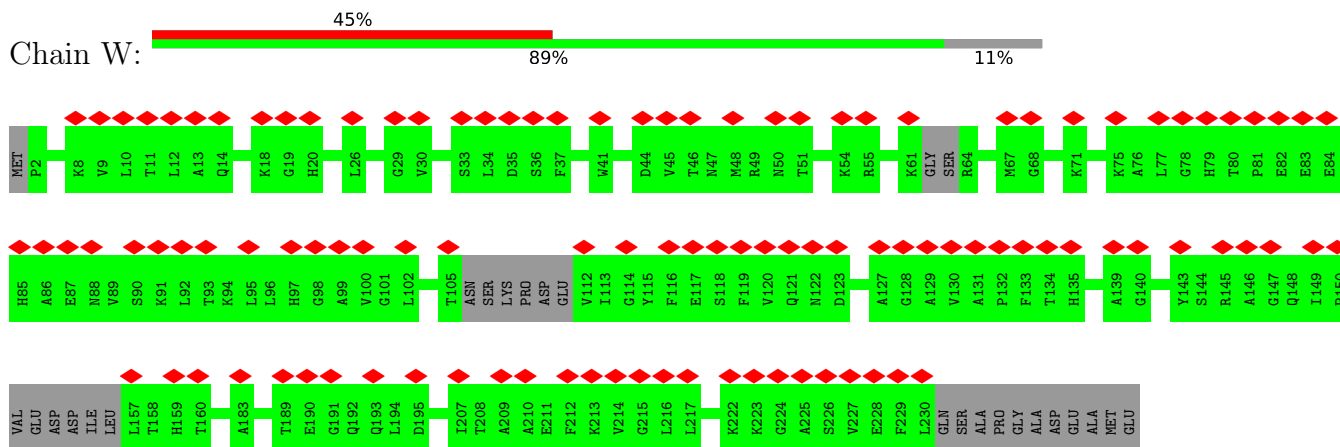 45%
Chain W:
89%
11%
MET P2 K8 V9 L10 T11 L12 A13 Q14 K18 G19 H20 L26 G29 V30 S33 L34 D35 S36 F37 W41 D44 V45 T46 N47 M48 R49 N50 T51 K54 R55 K61 GLY SER R64 M67 G68 K71 K75 A76 L77 G78 H79 T80 P81 E82 E83 E84
H85 A86 E87 N88 V89 S90 K91 L92 T93 K94 L95 L96 H97 G98 A99 V100 G101 L102 T105 ASN SER LYS PRO ASP GLU V112 I113 G114 Y115 F116 E117 S118 F119 V120 Q121 N122 D123 A127 G128 A129 V130 A131 P132 F133 T134 H135 A139 G140 Y143 S144 R145 A146 G147 Q148 I149
VAL GLU ASP ASP ILE LEU L157 T158 H159 T160 A183 T189 E190 G191 Q192 Q193 L194 D195 I207 T208 A209 A210 E211 F212 K213 V214 G215 L216 L217 K222 K223 G224 A225 S226 V227 E228 F229 L230 GLN SER ALA PRO GLY ALA ASP GLU ALA MET GLU